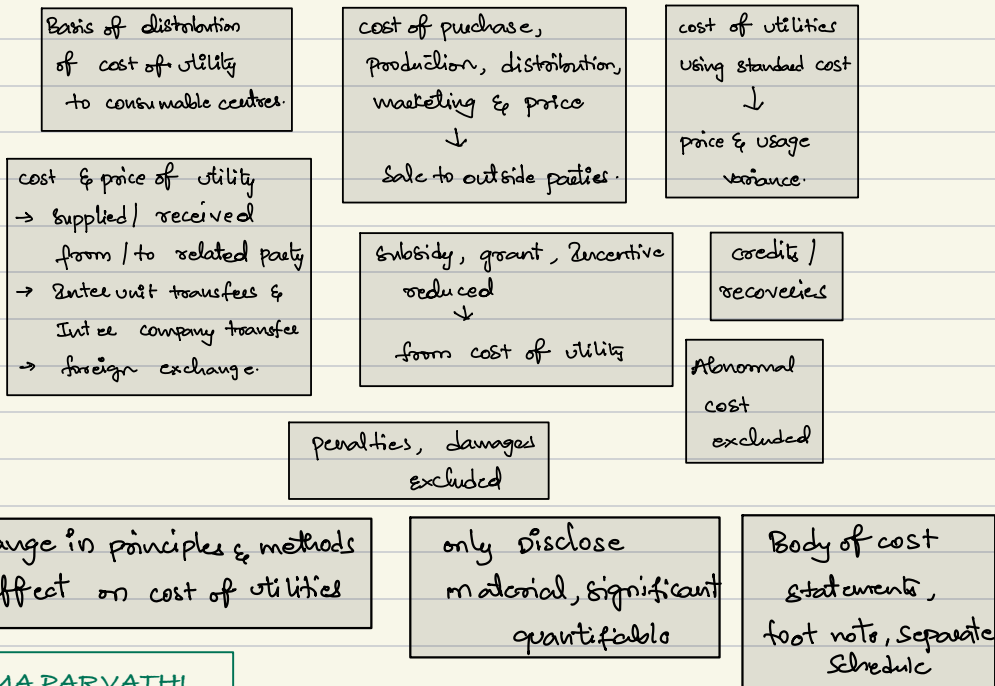 Basis of distribution
of cost of utility
to consumable centres.
cost of purchase,
production, distribution,
marketing & price
↓
Sale to outside parties.
cost of utilities
using standard cost
↓
price & usage
variance.
cost & price of utility
→ Supplied/ received
from / to related party
→ Inter unit transfers &
Inter company transfer
→ foreign exchange.
subsidy, grant, Incentive
reduced
↓
from cost of utility
credits /
recoveries
Abnormal
cost
excluded
penalties, damages
excluded
ange in principles & methods
ffect on cost of utilities
only Disclose
material, significant
quantifiable
Body of cost
statements,
foot note, separate
Schedule
MA PARVATHI